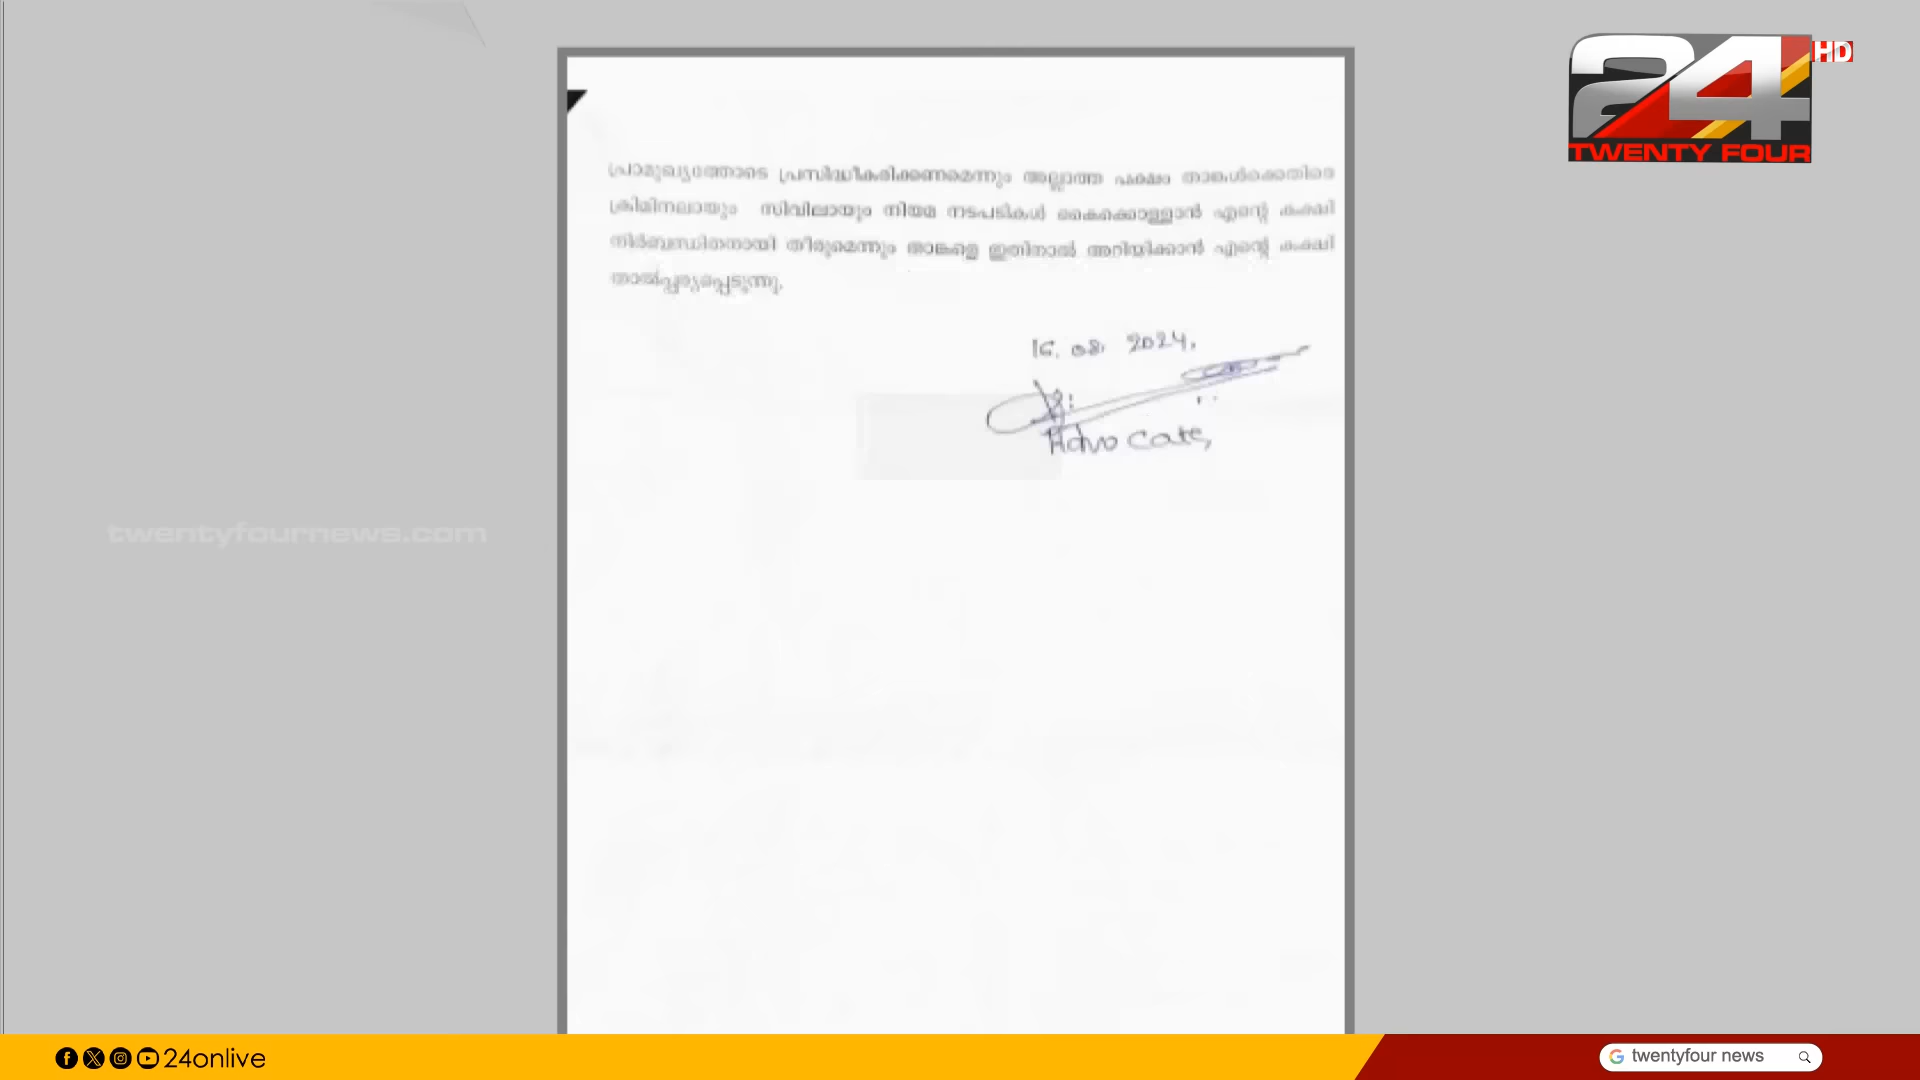 24 HD
TWENTY FOUR
പ്രാമുഖ്യത്തോടെ പ്രസിദ്ധീകരിക്കണമെന്നും അല്ലാത്ത പക്ഷം താങ്കൾക്കെതിരെ
ക്രിമിനലായും സിവിലായും നിയമ നടപടികൾ കൈക്കൊള്ളാൻ എന്റെ കക്ഷി
നിർബന്ധിതനായി തീരുമെന്നും താങ്കളെ ഇതിനാൽ അറിയിക്കാൻ എന്റെ കക്ഷി
താൽപ്പര്യപ്പെടുന്നു.
16.08.2024,
Advocate,
twentyfournews.com
24onlive
twentyfour news